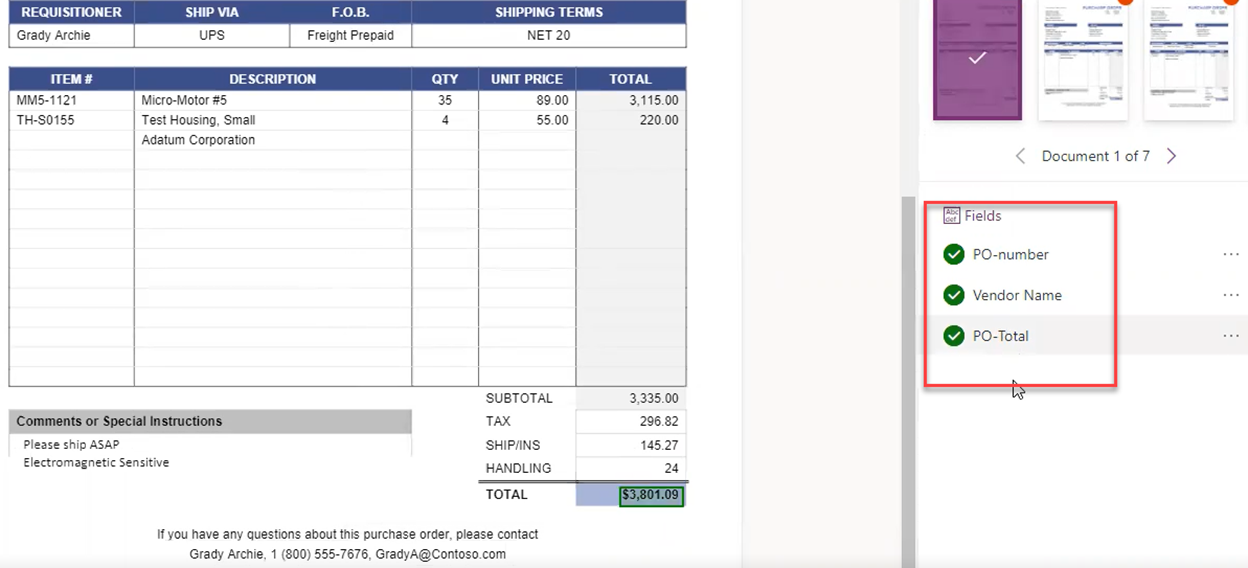 REQUISITIONER SHIP VIA F.O.B. SHIPPING TERMS
Grady Archie UPS Freight Prepaid NET 20
ITEM # DESCRIPTION QTY UNIT PRICE TOTAL
MM5-1121 Micro-Motor #5 35 89.00 3,115.00
TH-S0155 Test Housing, Small 4 55.00 220.00
Adatum Corporation
SUBTOTAL 3,335.00
Comments or Special Instructions
TAX 296.82
Please ship ASAP
SHIP/INS 145.27
Electromagnetic Sensitive
HANDLING 24
TOTAL $3,801.09
If you have any questions about this purchase order, please contact
Grady Archie, 1 (800) 555-7676, GradyA@Contoso.com
Document 1 of 7
Abc
def
Fields
PO-number
Vendor Name
PO-Total